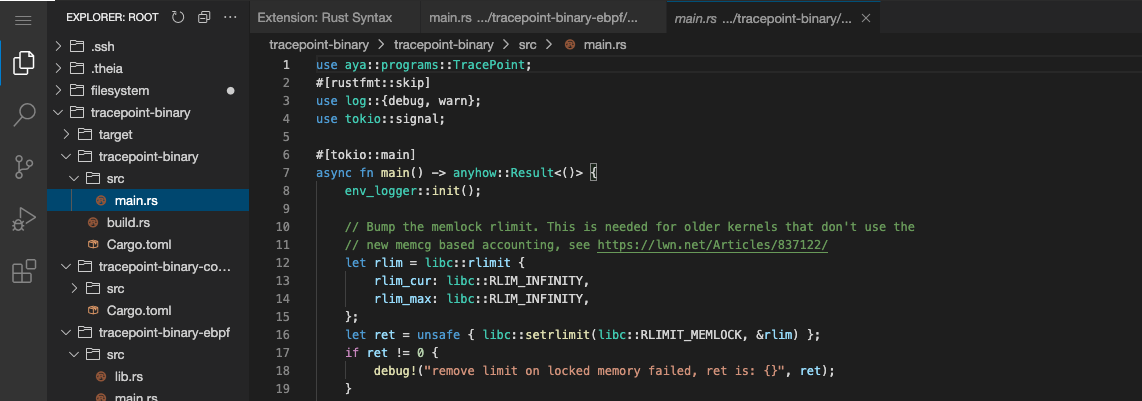 EXPLORER: ROOT
.ssh
.theia
filesystem
tracepoint-binary
target
tracepoint-binary
src
main.rs
build.rs
Cargo.toml
tracepoint-binary-co...
src
Cargo.toml
tracepoint-binary-ebpf
src
lib.rs
main.rs
Extension: Rust Syntax
main.rs .../tracepoint-binary-ebpf/...
main.rs .../tracepoint-binary/...
tracepoint-binary > tracepoint-binary > src > main.rs
1 use aya::programs::TracePoint;
2 #[rustfmt::skip]
3 use log::{debug, warn};
4 use tokio::signal;
5
6 #[tokio::main]
7 async fn main() -> anyhow::Result<()> {
8     env_logger::init();
9
10     // Bump the memlock rlimit. This is needed for older kernels that don't use the
11     // new memcg based accounting, see https://lwn.net/Articles/837122/
12     let rlim = libc::rlimit {
13         rlim_cur: libc::RLIM_INFINITY,
14         rlim_max: libc::RLIM_INFINITY,
15     };
16     let ret = unsafe { libc::setrlimit(libc::RLIMIT_MEMLOCK, &rlim) };
17     if ret != 0 {
18         debug!("remove limit on locked memory failed, ret is: {}", ret);
19     }